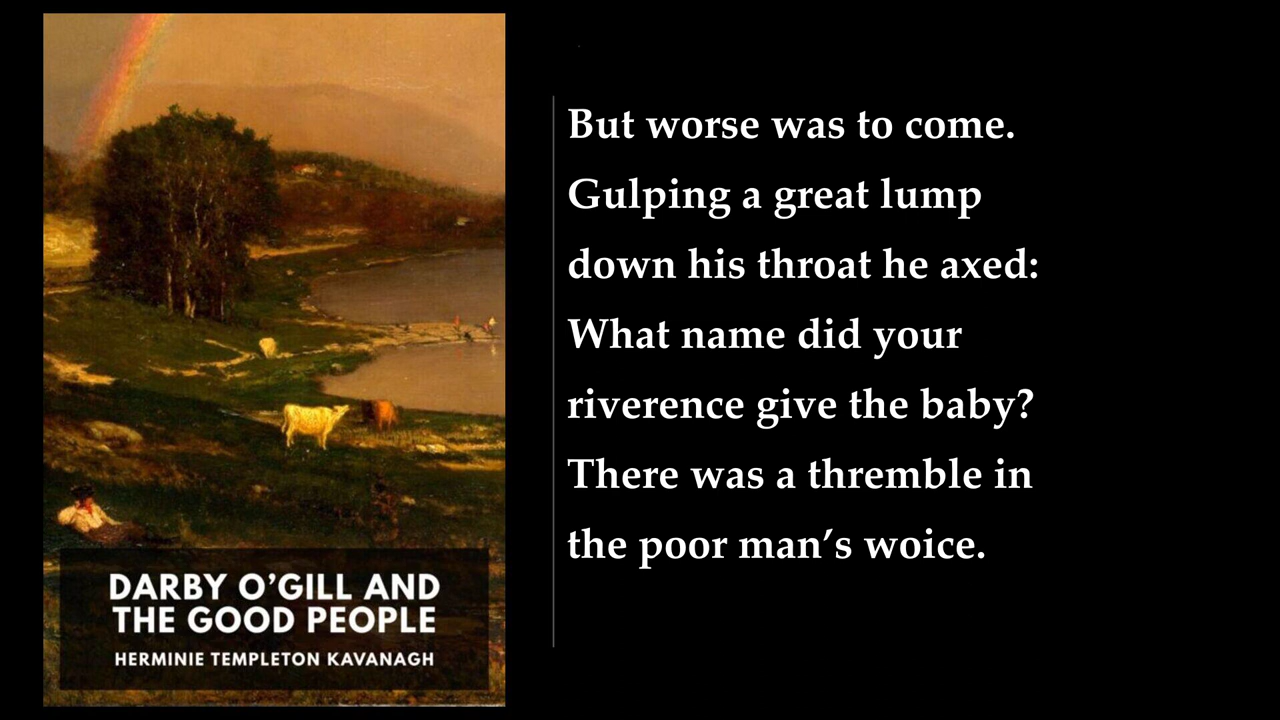 But worse was to come.
Gulping a great lump
down his throat he axed:
What name did your
riverence give the baby?
There was a thremble in
the poor man’s woice.
DARBY O’GILL AND
THE GOOD PEOPLE
HERMINIE TEMPLETON KAVANAGH